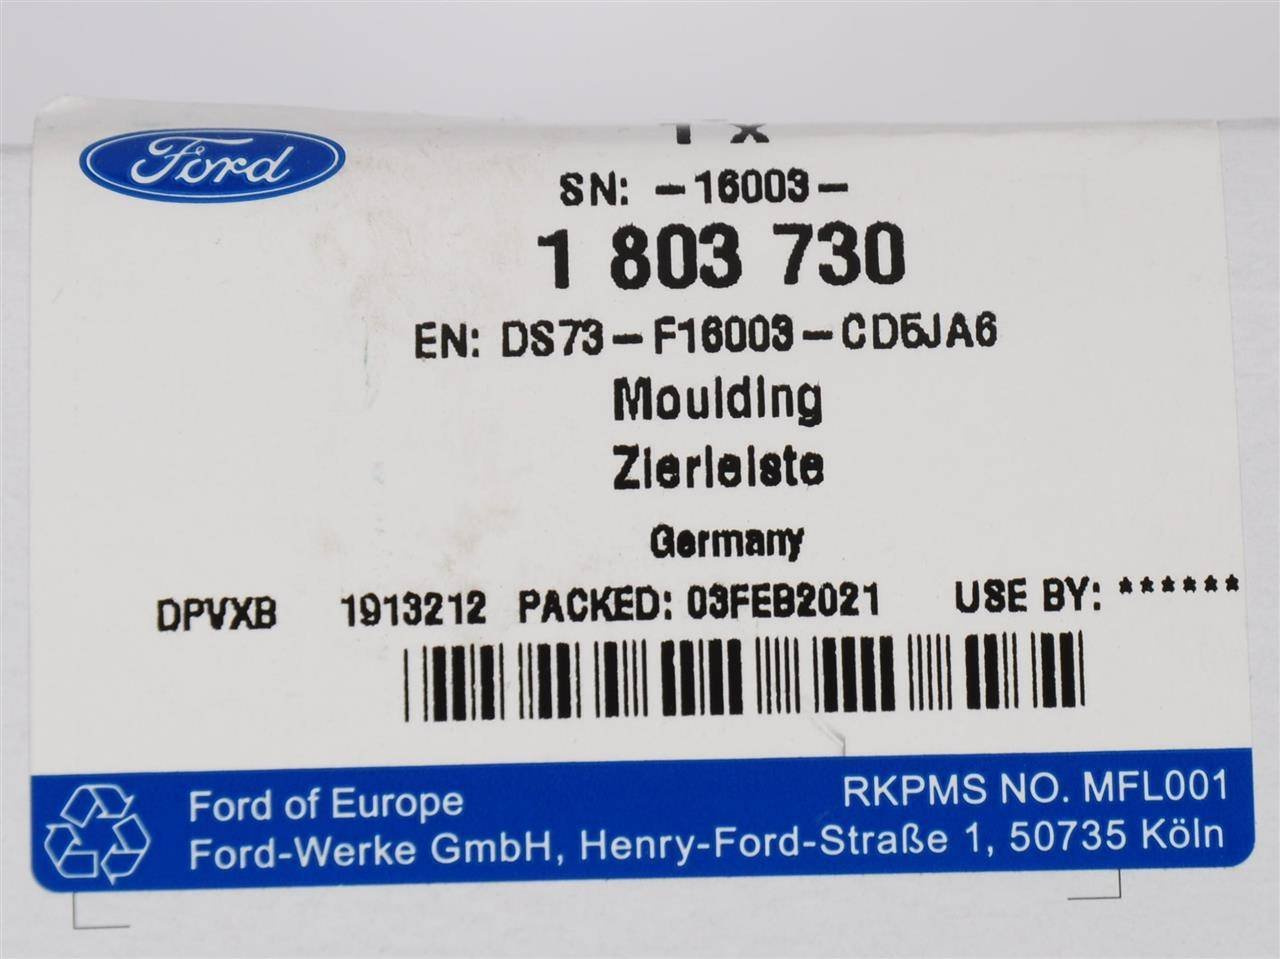 Ford
1 x
SN: -16003-
1 803 730
EN: DS73-F16003-CD5JA6
Moulding
Zierleiste
Germany
DPVXB 1913212 PACKED: 03FEB2021 USE BY: ******
Ford of Europe
RKPMS NO. MFL001
Ford-Werke GmbH, Henry-Ford-Straße 1, 50735 Köln